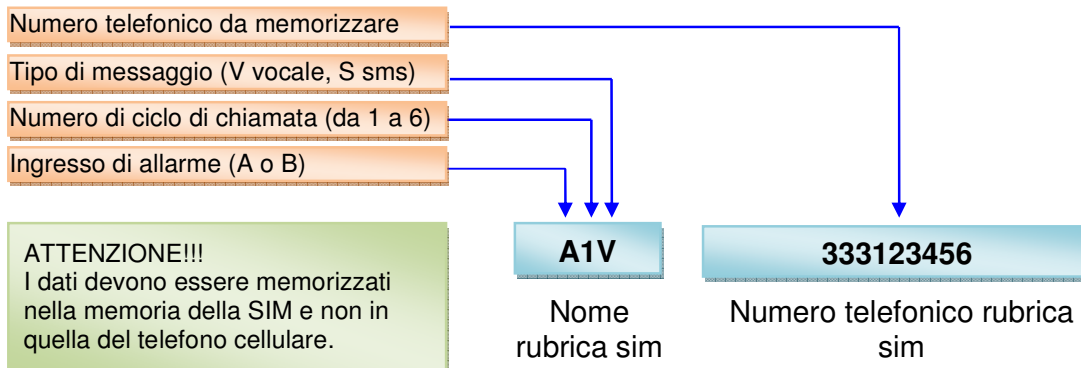 Numero telefonico da memorizzare
Tipo di messaggio (V vocale, S sms)
Numero di ciclo di chiamata (da 1 a 6)
Ingresso di allarme (A o B)
ATTENZIONE!!!
I dati devono essere memorizzati
nella memoria della SIM e non in
quella del telefono cellulare.
A1V
333123456
Nome
rubrica sim
Numero telefonico rubrica
sim